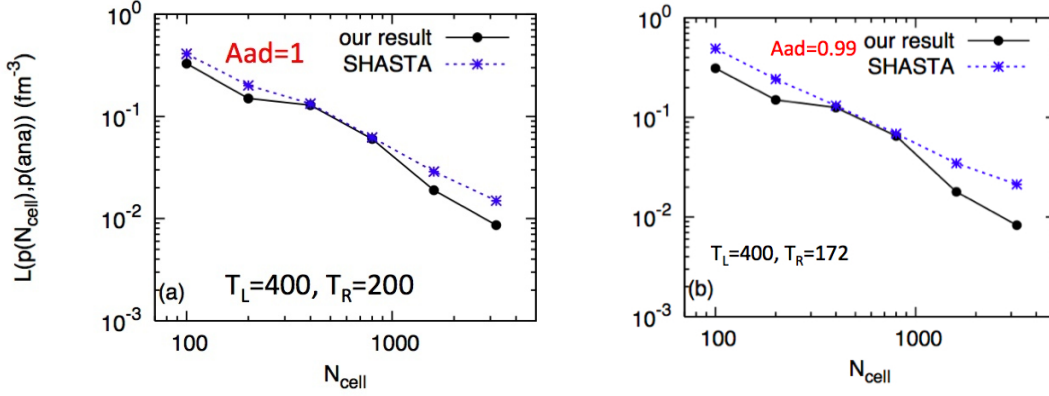 L(p(N_cell),p(ana)) (fm^-3)
10^0
10^-1
10^-2
10^-3
our result
SHASTA
Aad=1
(a)
T_L=400, T_R=200
100
1000
N_cell
10^0
10^-1
10^-2
10^-3
our result
SHASTA
Aad=0.99
T_L=400, T_R=172
(b)
100
1000
N_cell